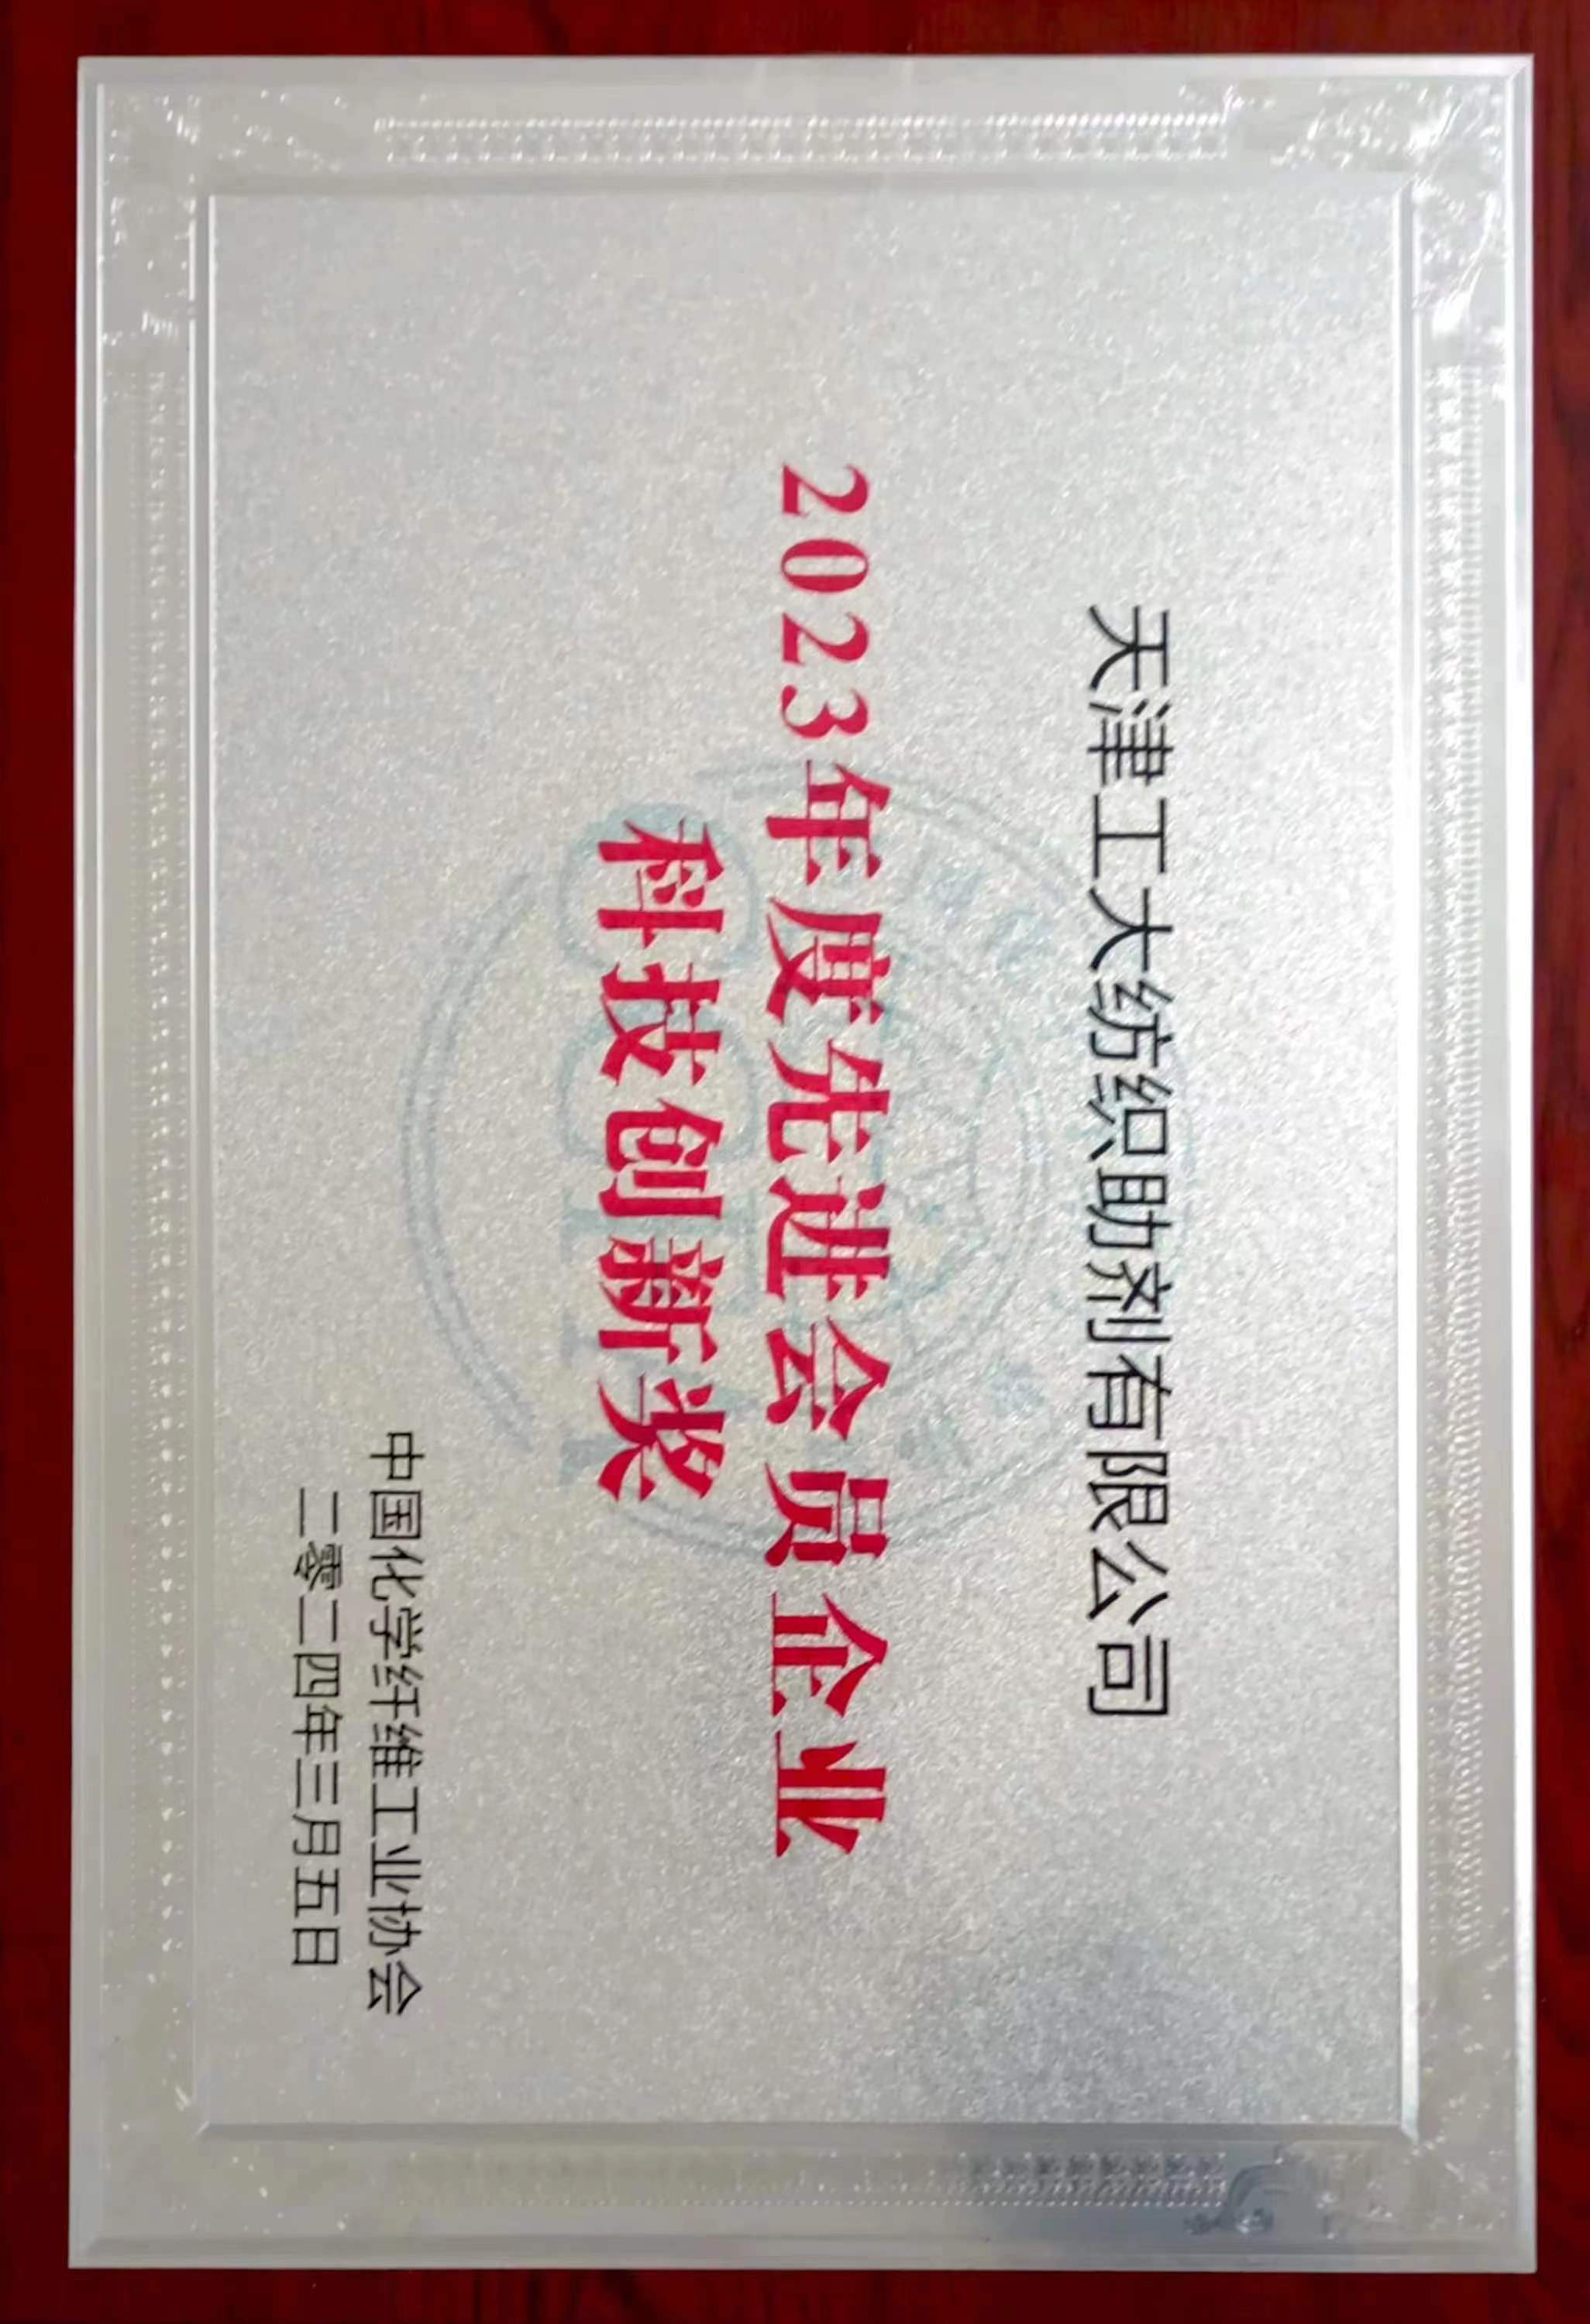 天津工大纺织助剂有限公司
2023年度先进会员企业
科技创新奖
中国化学纤维工业协会
二零二四年三月五日